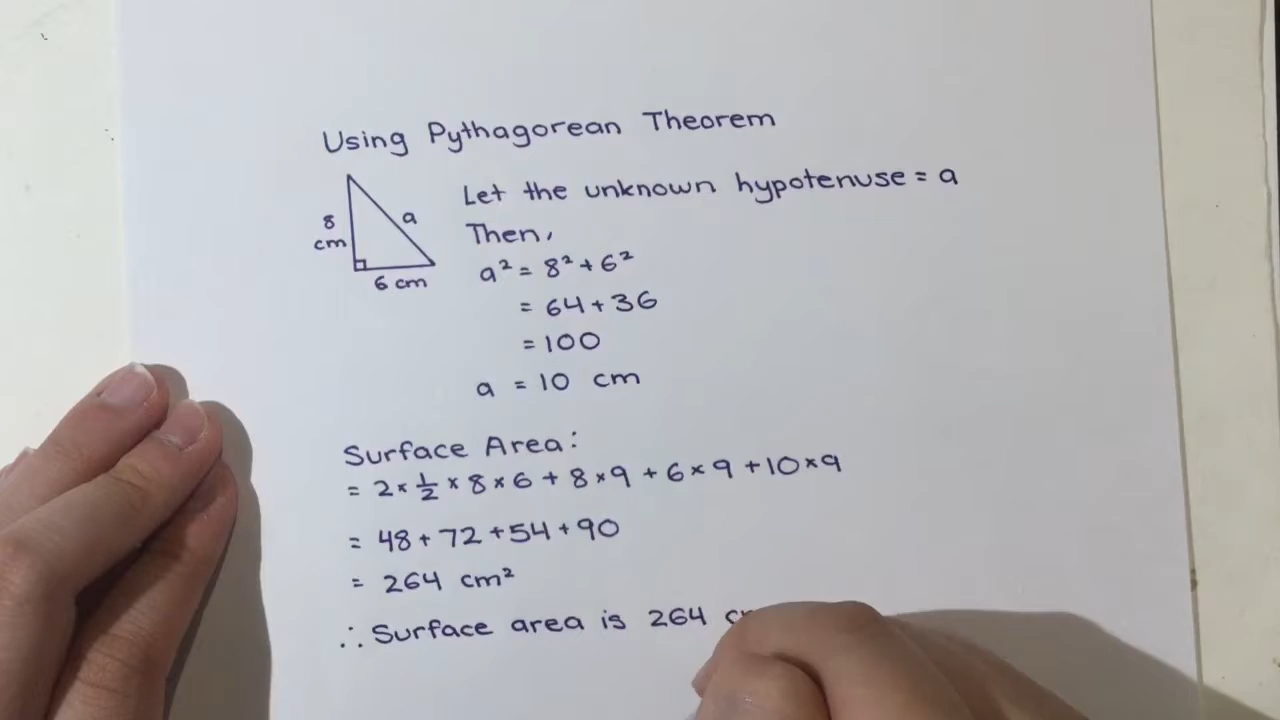 Using Pythagorean Theorem
Let the unknown hypotenuse = a
Then,
8
cm
a
6 cm
a² = 8² + 6²
= 64 + 36
= 100
a = 10 cm
Surface Area:
= 2 × 1/2 × 8 × 6 + 8 × 9 + 6 × 9 + 10 × 9
= 48 + 72 + 54 + 90
= 264 cm²
∴ Surface area is 264